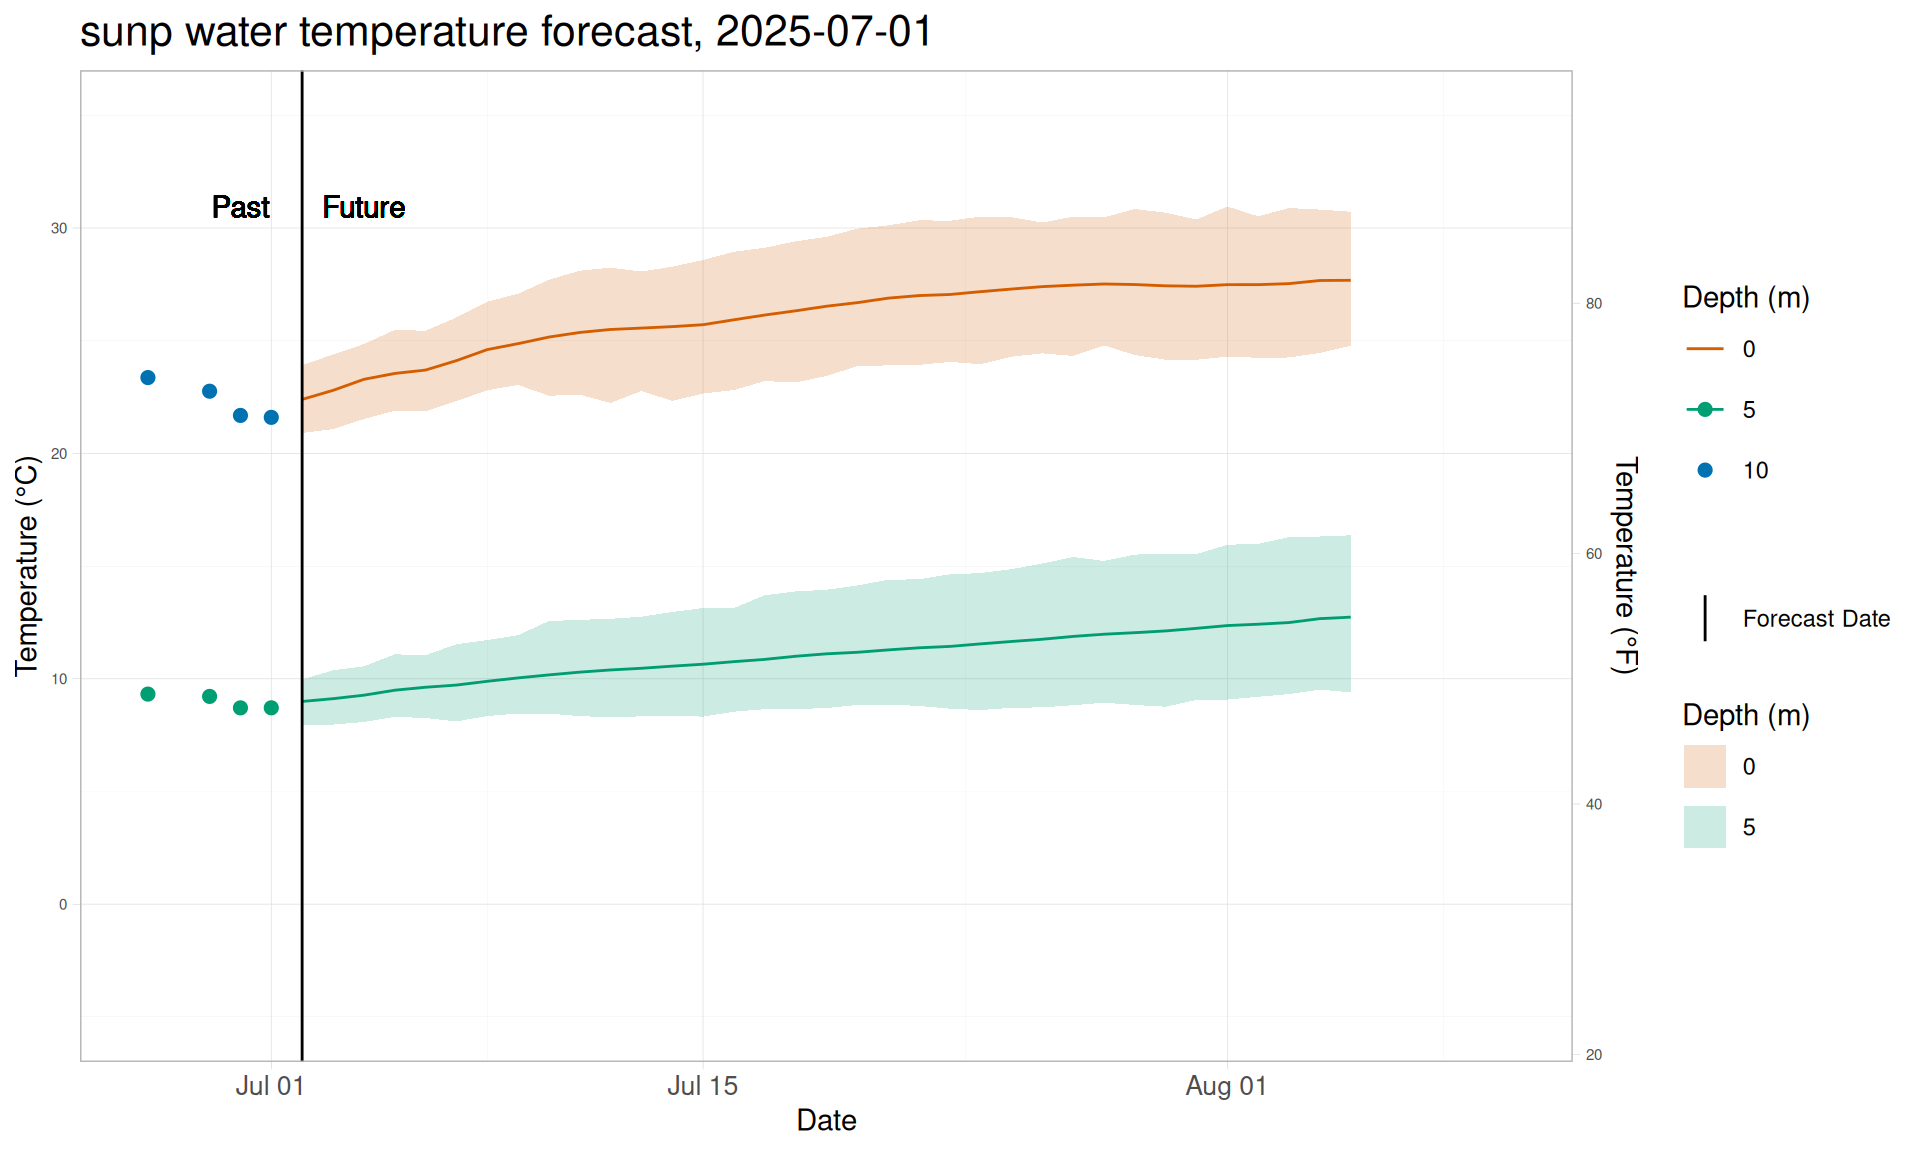 sunp water temperature forecast, 2025-07-01
Past
Future
30
20
10
0
Temperature (°C)
80
60
40
20
Temperature (°F)
Jul 01
Jul 15
Aug 01
Date
Depth (m)
0
5
10
Forecast Date
Depth (m)
0
5